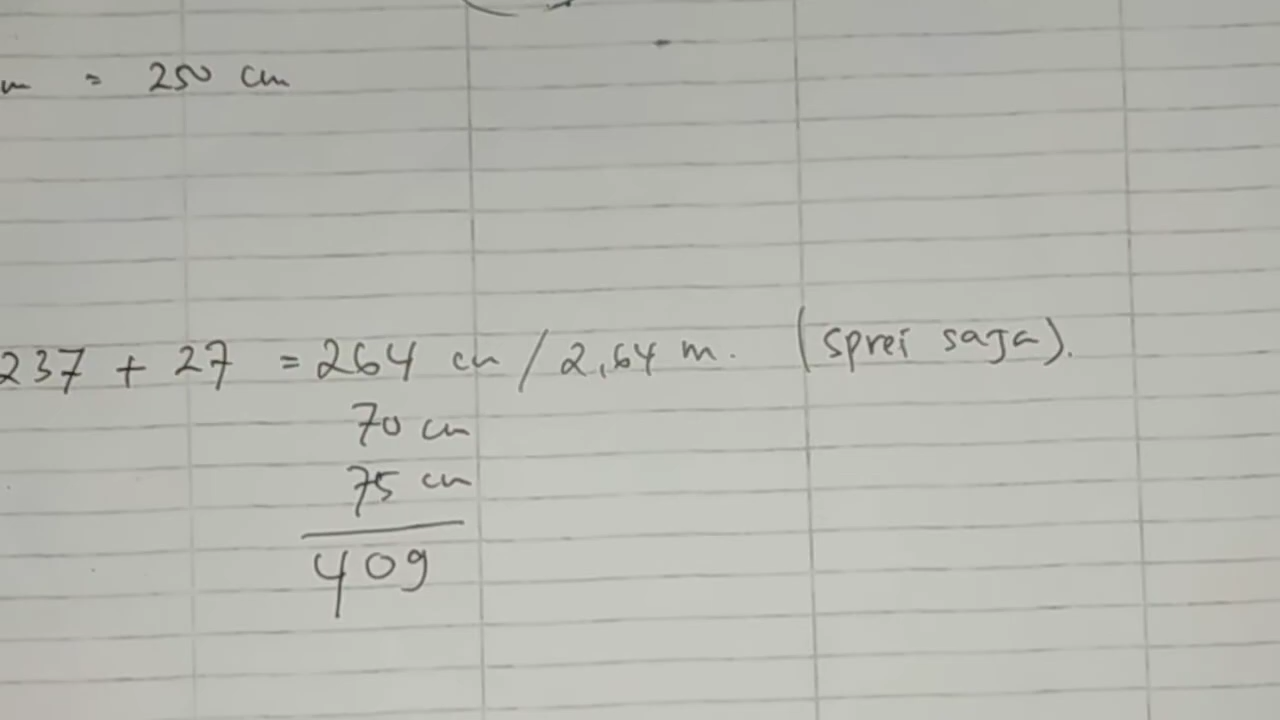 m = 250 cm
237 + 27 = 264 cm / 2,64 m. (sprei saja).
70 cm
75 cm
409